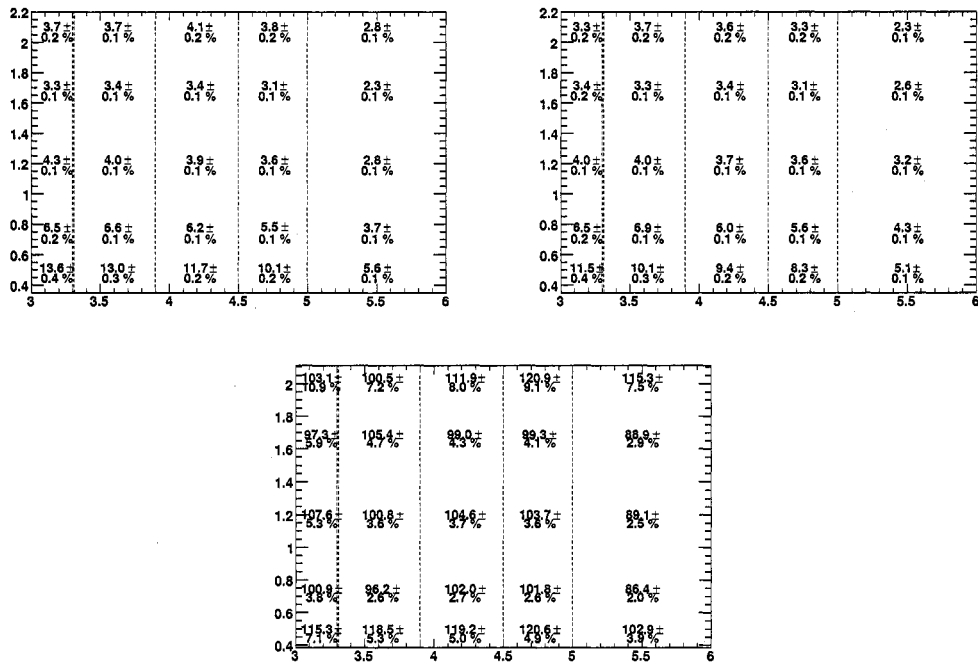 2.2 3.7± 3.7± 4.1± 3.8± 2.8±
0.2 % 0.1 % 0.2 % 0.2 % 0.1 %
2
1.8
3.3± 3.4± 3.4± 3.1± 2.3±
0.1 % 0.1 % 0.1 % 0.1 % 0.1 %
1.6
1.4
1.2 4.3± 4.0± 3.9± 3.6± 2.8±
0.1 % 0.1 % 0.1 % 0.1 % 0.1 %
1
0.8
6.5± 6.6± 6.2± 5.5± 3.7±
0.2 % 0.1 % 0.1 % 0.1 % 0.1 %
0.6
13.6± 13.0± 11.7± 10.1± 5.6±
0.4 0.4 % 0.3 % 0.2 % 0.2 % 0.1 %
3 3.5 4 4.5 5 5.5 6
2.2 3.3± 3.7± 3.6± 3.3± 2.3±
0.2 % 0.2 % 0.2 % 0.2 % 0.1 %
2
1.8
3.4± 3.3± 3.4± 3.1± 2.6±
0.2 % 0.1 % 0.1 % 0.1 % 0.1 %
1.6
1.4
1.2 4.0± 4.0± 3.7± 3.6± 3.2±
0.1 % 0.1 % 0.1 % 0.1 % 0.1 %
1
0.8
6.5± 6.9± 6.0± 5.6± 4.3±
0.2 % 0.1 % 0.1 % 0.1 % 0.1 %
0.6
11.5± 10.1± 9.4± 8.3± 5.1±
0.4 0.4 % 0.3 % 0.2 % 0.2 % 0.1 %
3 3.5 4 4.5 5 5.5 6
103.1± 100.5± 111.9± 120.9± 115.3±
2 10.9 % 7.2 % 8.0 % 9.1 % 7.5 %
1.8
97.3± 105.4± 99.0± 99.3± 88.9±
5.9 % 4.7 % 4.3 % 4.1 % 2.9 %
1.6
1.4
1.2 107.6± 100.8± 104.6± 103.7± 89.1±
5.3 % 3.6 % 3.7 % 3.6 % 2.5 %
1
0.8
100.9± 96.2± 102.0± 101.8± 86.4±
3.8 % 2.6 % 2.7 % 2.6 % 2.0 %
0.6
115.3± 118.5± 119.2± 120.6± 102.9±
0.4 7.1 % 5.3 % 5.0 % 4.9 % 3.9 %
3 3.5 4 4.5 5 5.5 6